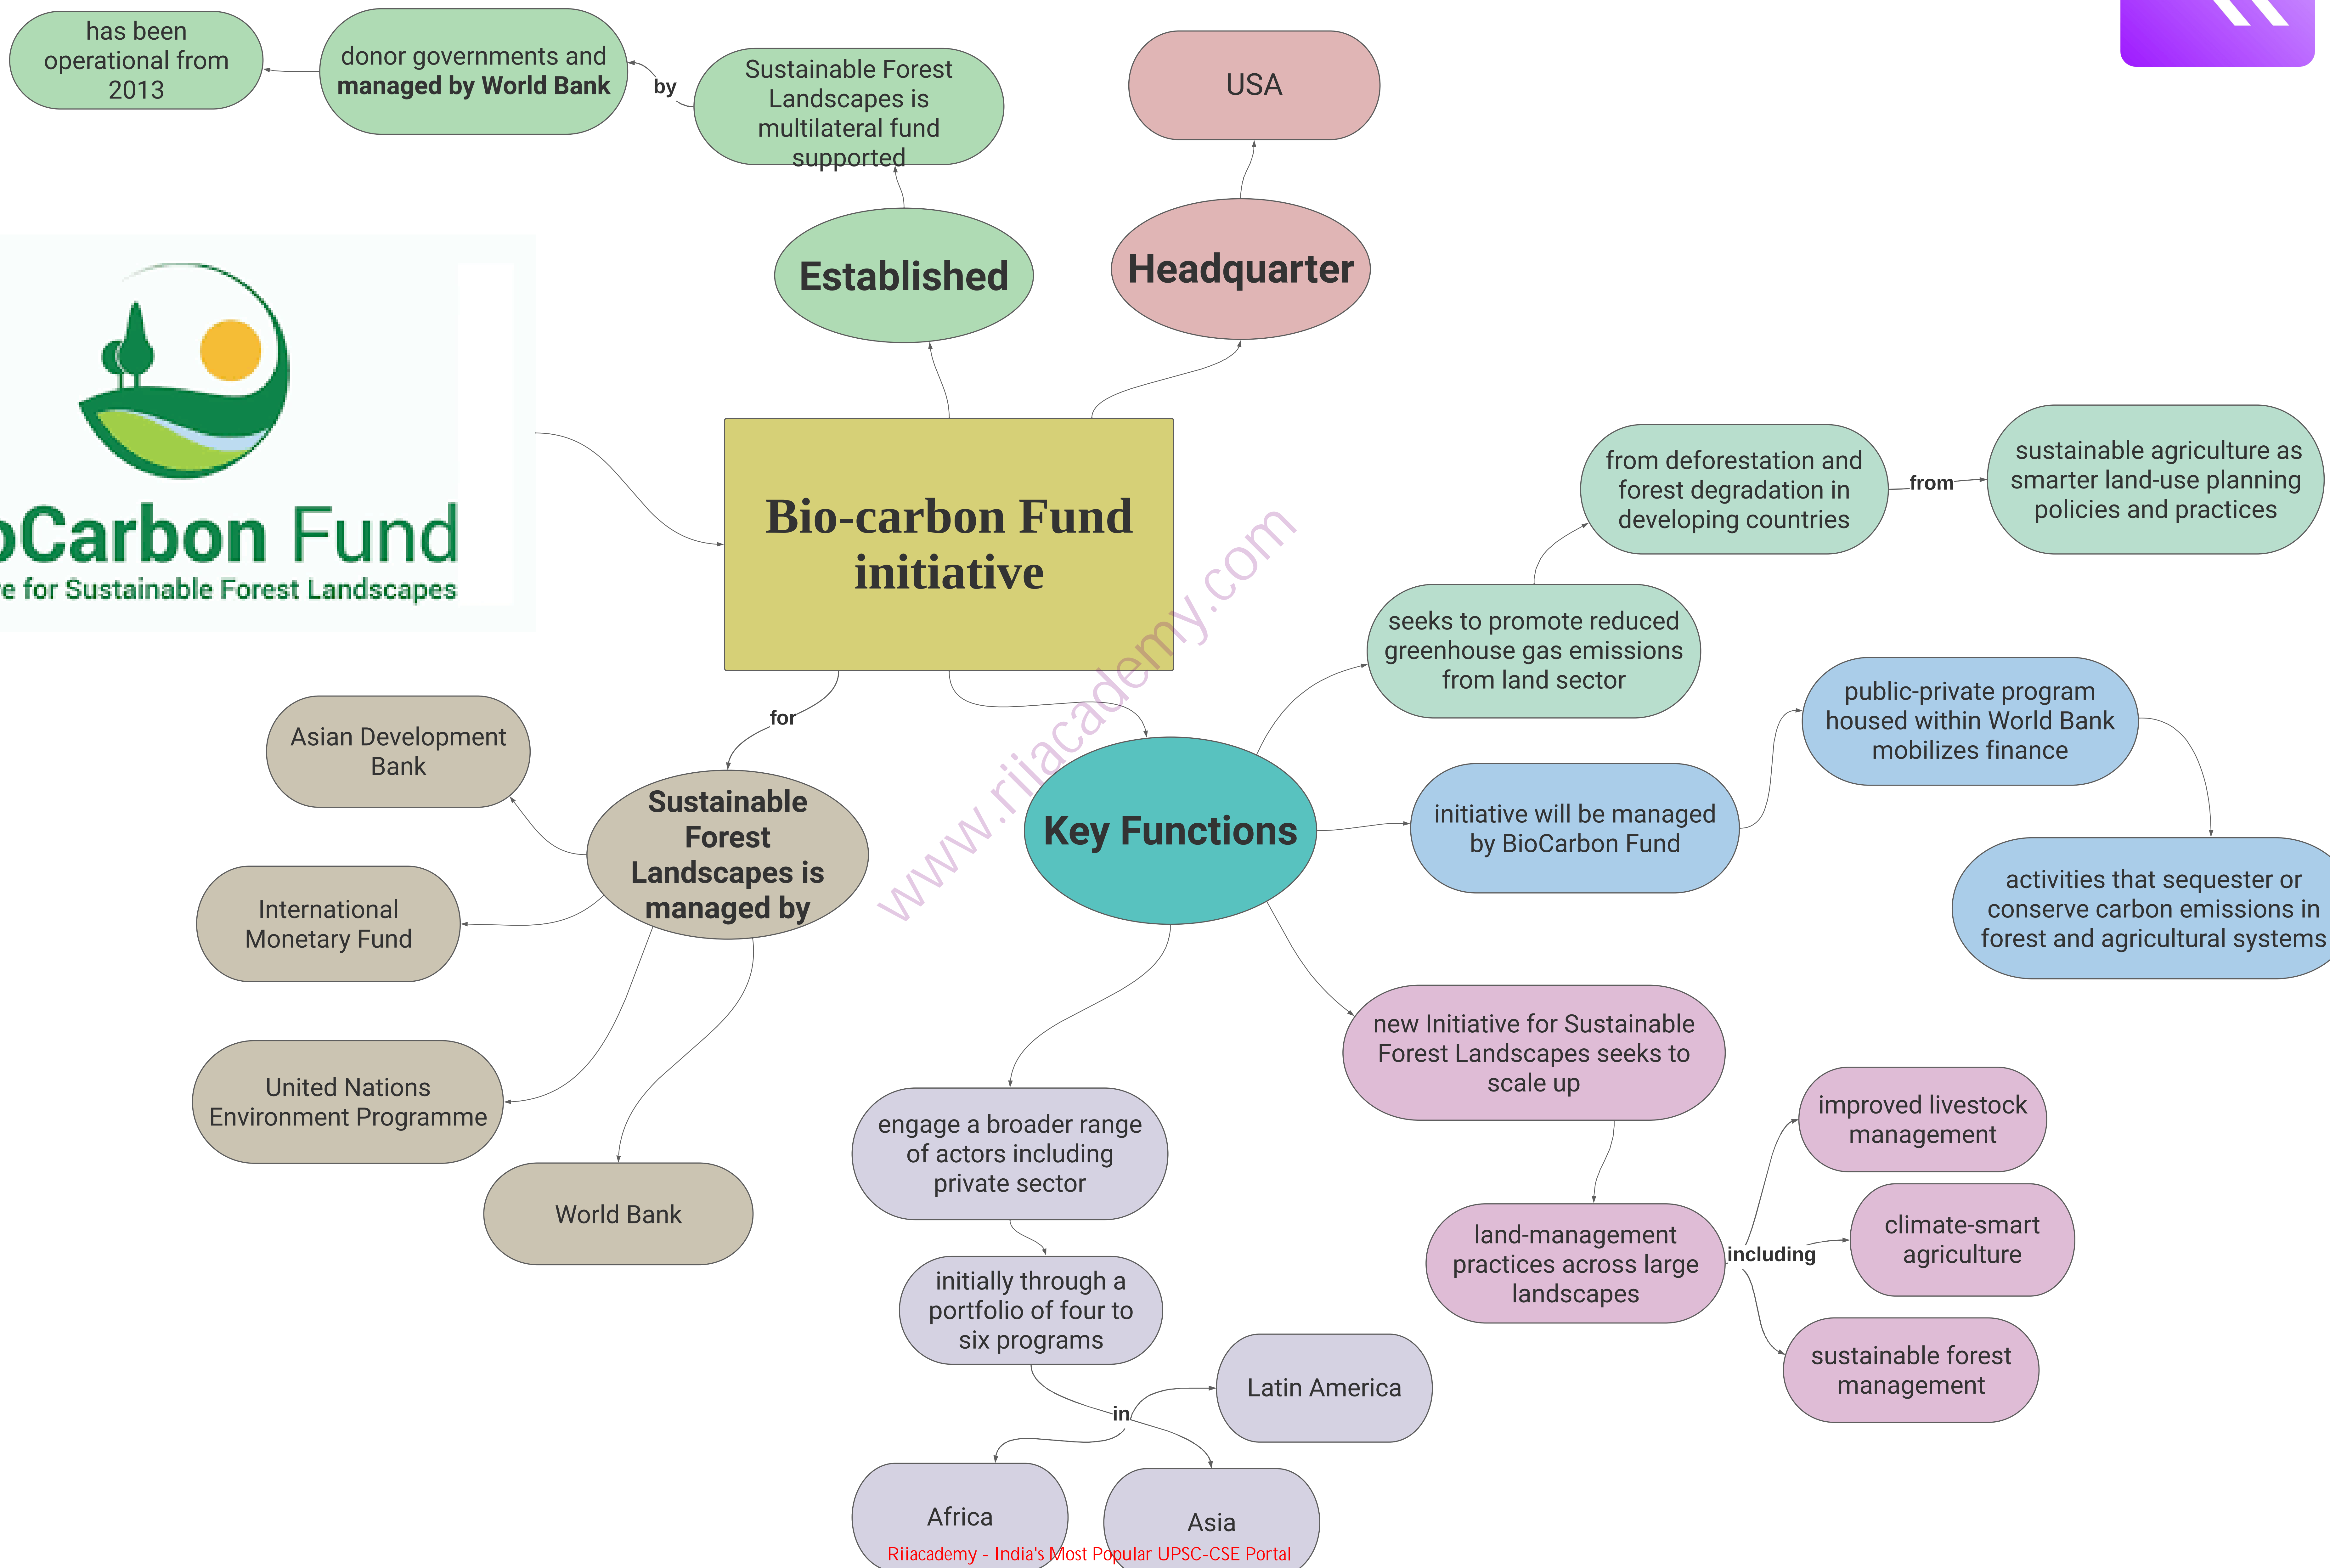 has been
operational from
2013
donor governments and
managed by World Bank
by
Sustainable Forest
Landscapes is
multilateral fund
supported
USA
Established
Headquarter
oCarbon Fund
e for Sustainable Forest Landscapes
Bio-carbon Fund
initiative
from deforestation and
forest degradation in
developing countries
from
sustainable agriculture as
smarter land-use planning
policies and practices
seeks to promote reduced
greenhouse gas emissions
from land sector
public-private program
housed within World Bank
mobilizes finance
for
Asian Development
Bank
Sustainable
Forest
Landscapes is
managed by
Key Functions
initiative will be managed
by BioCarbon Fund
activities that sequester or
conserve carbon emissions in
forest and agricultural systems
International
Monetary Fund
United Nations
Environment Programme
World Bank
new Initiative for Sustainable
Forest Landscapes seeks to
scale up
engage a broader range
of actors including
private sector
improved livestock
management
land-management
practices across large
landscapes
including
climate-smart
agriculture
sustainable forest
management
initially through a
portfolio of four to
six programs
in
Latin America
Africa
Asia
www.riiacademy.com
Riiacademy - India's Most Popular UPSC-CSE Portal